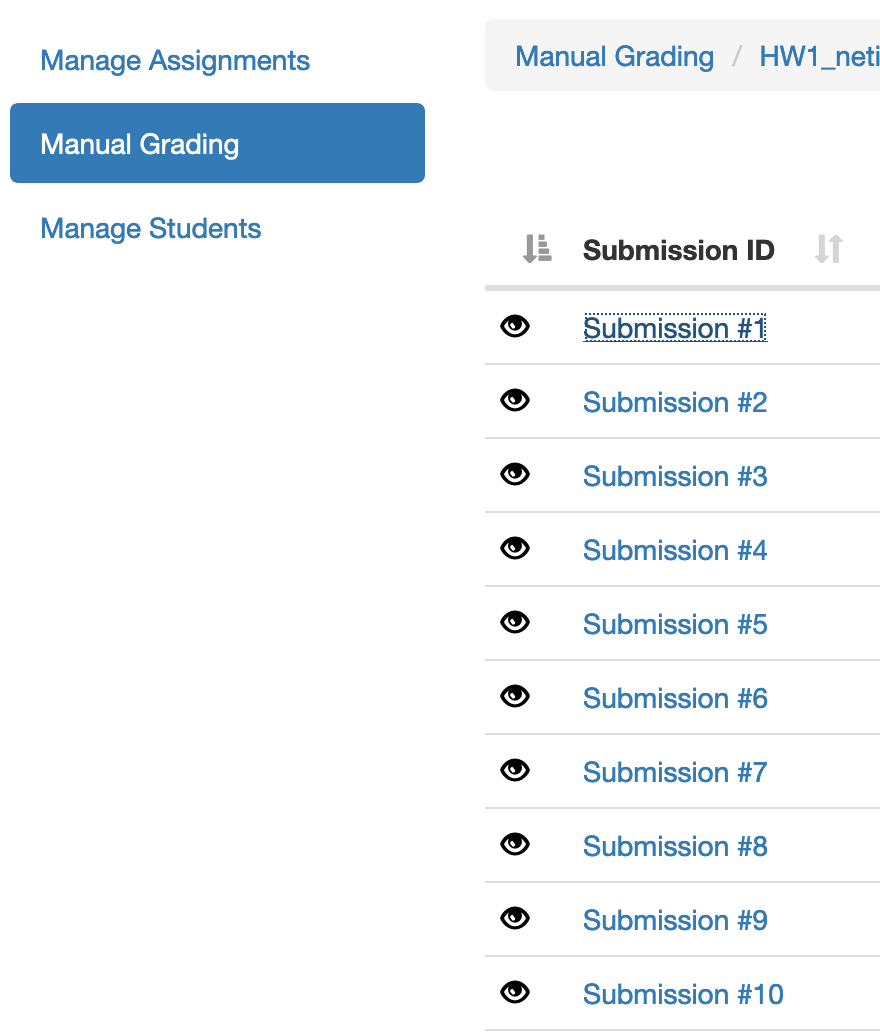 Manage Assignments
Manual Grading
Manage Students
Manual Grading / HW1_neti
Submission ID
Submission #1
Submission #2
Submission #3
Submission #4
Submission #5
Submission #6
Submission #7
Submission #8
Submission #9
Submission #10